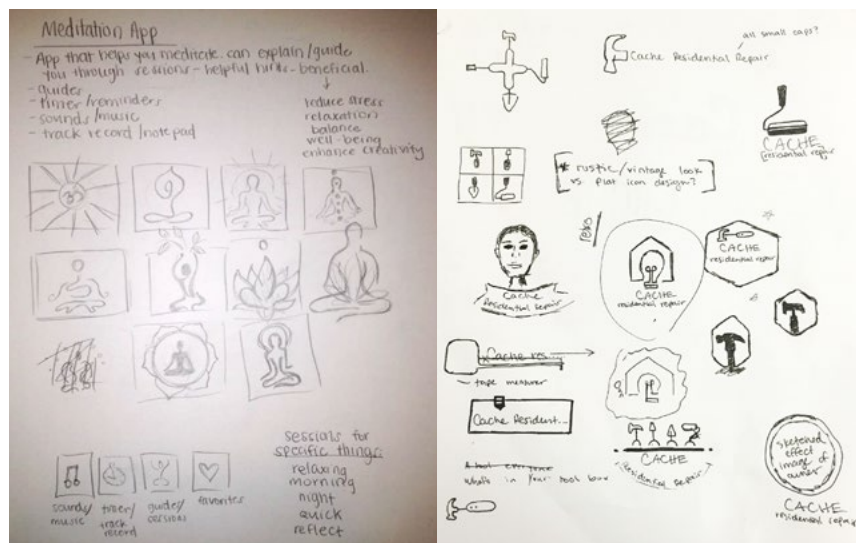 Meditation App
- App that helps you meditate. can explain/guide
you through sessions - helpful hints - beneficial.
- guides
- timer/reminders
- sounds/music
- track record/notepad
reduce stress
relaxation
balance
well-being
enhance creativity
sounds/
music
timer/
track
record
guides/
sessions
favorites
sessions for
specific things:
relaxing
morning
night
quick
reflect
all small caps?
Cache Residential Repair
CACHE
residential repair
* rustic/vintage look
vs. flat icon design?
Cache
Residential Repair
CACHE
residential repair
CACHE
residential repair
Cache res...
- tape measurer
Cache Resident...
CACHE
Residential Repair
what's in your tool box
sketched
effect
image of
owner
CACHE
residential repair